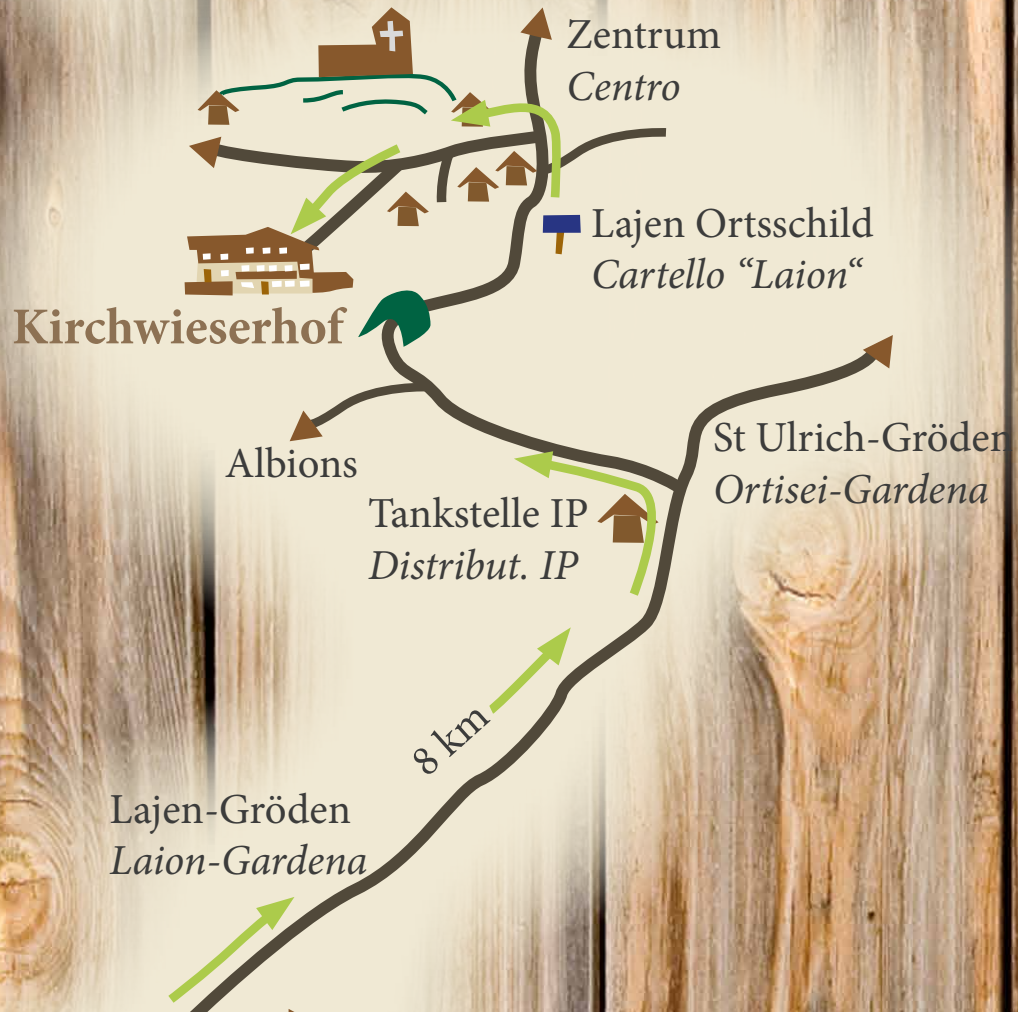 Zentrum
Centro
Lajen Ortsschild
Cartello “Laion“
Kirchwieserhof
St Ulrich-Gröden
Ortisei-Gardena
Albions
Tankstelle IP
Distribut. IP
8 km
Lajen-Gröden
Laion-Gardena